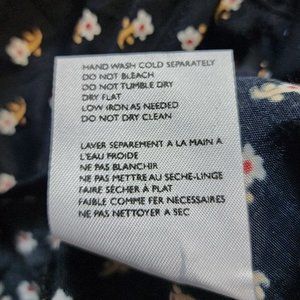 HAND WASH COLD SEPARATELY
DO NOT BLEACH
DO NOT TUMBLE DRY
DRY FLAT
LOW IRON AS NEEDED
DO NOT DRY CLEAN
LAVER SEPAREMENT A LA MAIN À
L'EAU FROIDE
NE PAS BLANCHIR
NE PAS METTRE AU SECHE-LINGE
FAIRE SÉCHER À PLAT
FAIBLE COMME FER NECESSAIRES
NE PAS NETTOYER A SEC